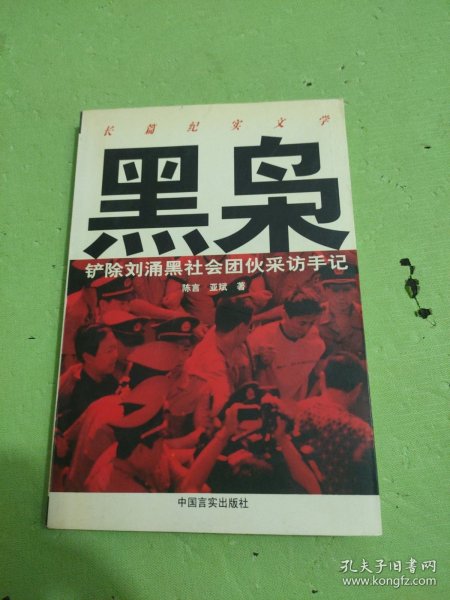 长篇纪实文学
黑枭
铲除刘涌黑社会团伙采访手记
陈言 亚斌 著
中国言实出版社
孔夫子旧书网
www.kongfz.com